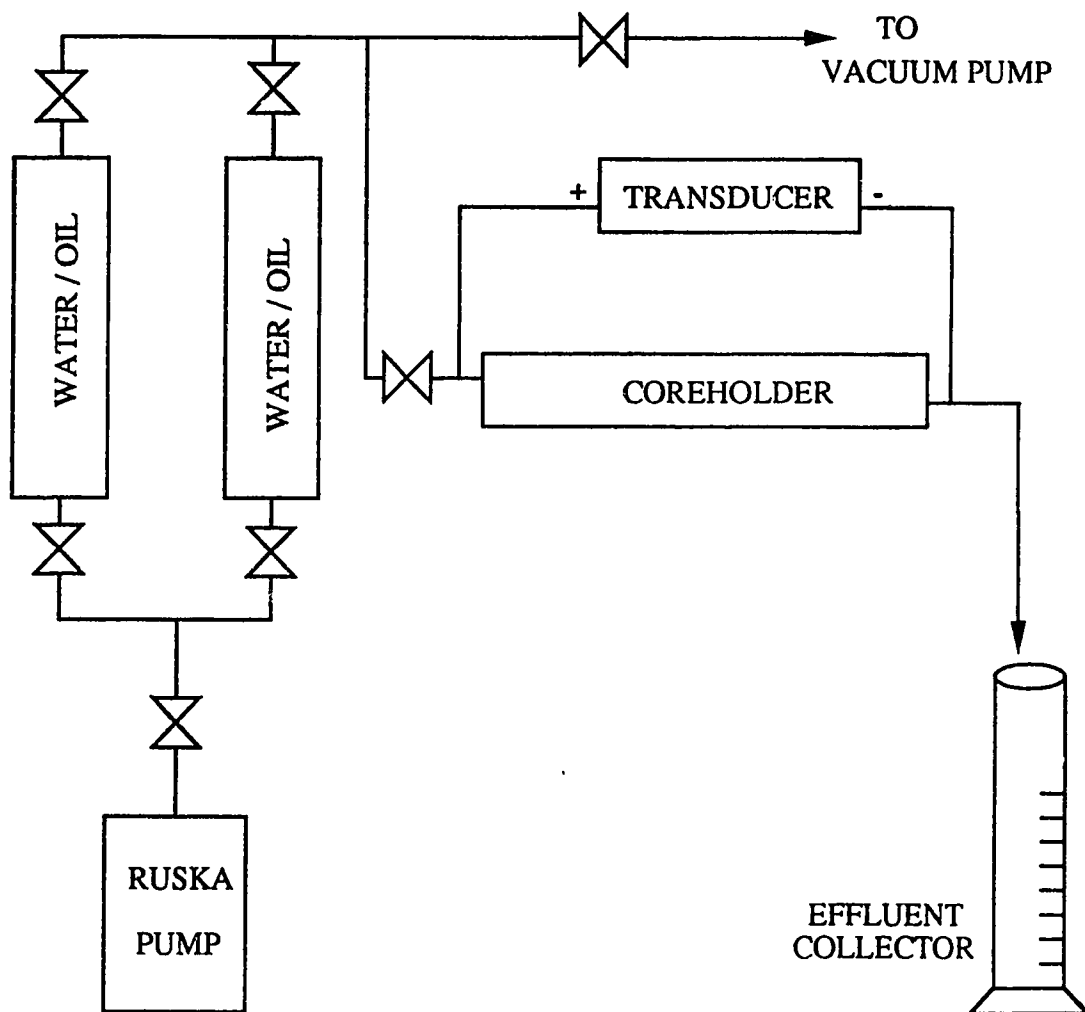 TO
VACUUM PUMP
+ TRANSDUCER -
WATER / OIL
WATER / OIL
COREHOLDER
RUSKA
PUMP
EFFLUENT
COLLECTOR